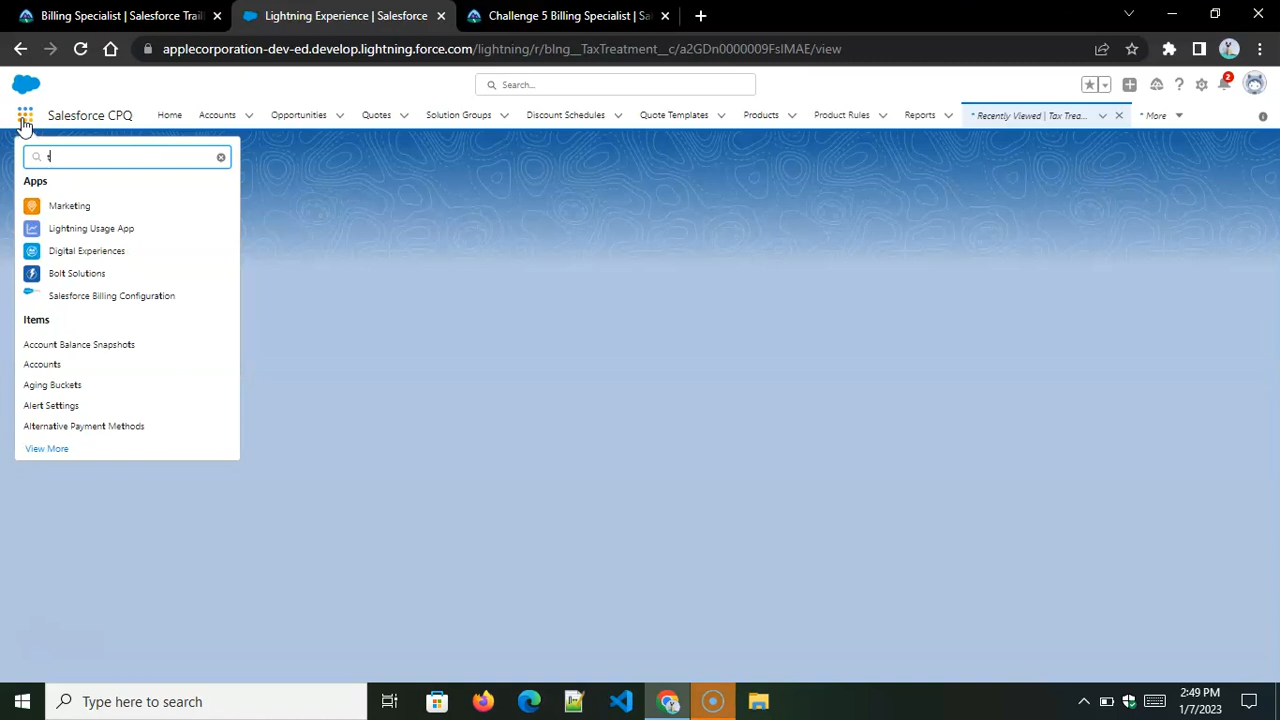 Billing Specialist | Salesforce Trail
Lightning Experience | Salesforce
Challenge 5 Billing Specialist | Sa
applecorporation-dev-ed.develop.lightning.force.com/lightning/r/blng__TaxTreatment__c/a2GDn0000009FsIMAE/view
Search...
2
Salesforce CPQ
Home
Accounts
Opportunities
Quotes
Solution Groups
Discount Schedules
Quote Templates
Products
Product Rules
Reports
* Recently Viewed | Tax Trea...
* More
t
Apps
Marketing
Lightning Usage App
Digital Experiences
Bolt Solutions
Salesforce Billing Configuration
Items
Account Balance Snapshots
Accounts
Aging Buckets
Alert Settings
Alternative Payment Methods
View More
Type here to search
2:49 PM
1/7/2023